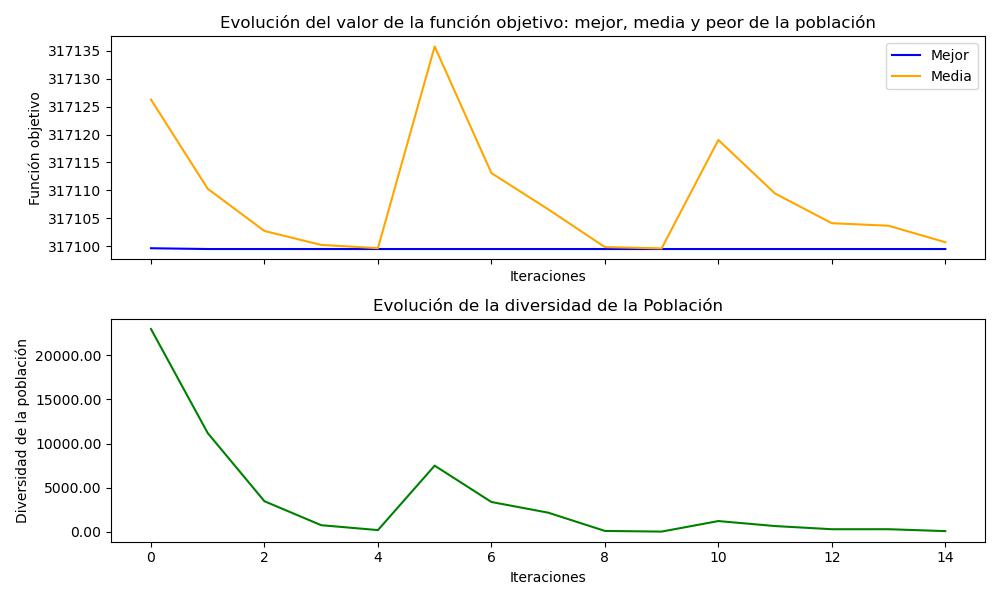 Evolución del valor de la función objetivo: mejor, media y peor de la población
Función objetivo
317135
317130
317125
317120
317115
317110
317105
317100
Mejor
Media
Iteraciones
Evolución de la diversidad de la Población
Diversidad de la población
20000.00
15000.00
10000.00
5000.00
0.00
0 2 4 6 8 10 12 14
Iteraciones